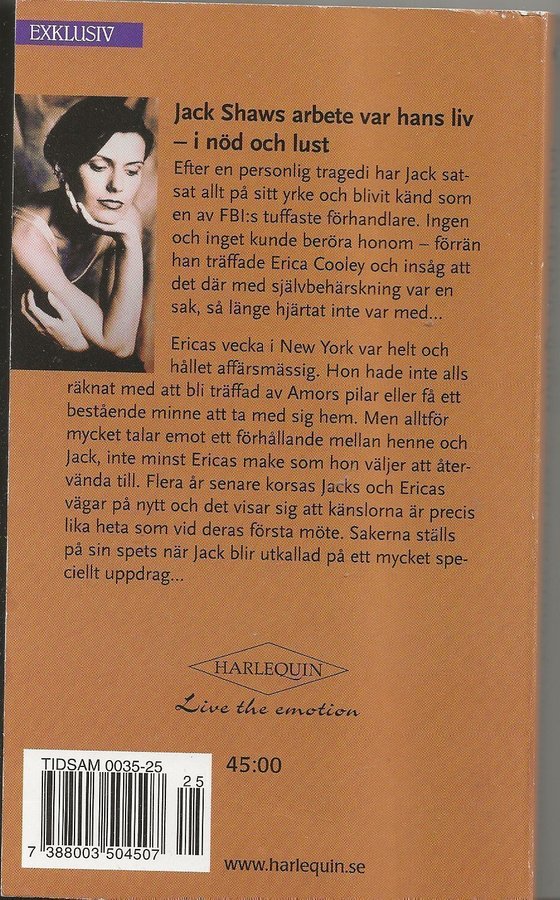 EXKLUSIV
Jack Shaws arbete var hans liv
– i nöd och lust
Efter en personlig tragedi har Jack sat-
sat allt på sitt yrke och blivit känd som
en av FBI:s tuffaste förhandlare. Ingen
och inget kunde beröra honom – förrän
han träffade Erica Cooley och insåg att
det där med självbehärskning var en
sak, så länge hjärtat inte var med...
Ericas vecka i New York var helt och
hållet affärsmässig. Hon hade inte alls
räknat med att bli träffad av Amors pilar eller få ett
bestående minne att ta med sig hem. Men alltför
mycket talar emot ett förhållande mellan henne och
Jack, inte minst Ericas make som hon väljer att åter-
vända till. Flera år senare korsas Jacks och Ericas
vägar på nytt och det visar sig att känslorna är precis
lika heta som vid deras första möte. Sakerna ställs
på sin spets när Jack blir utkallad på ett mycket spe-
ciellt uppdrag...
HARLEQUIN
Live the emotion
TIDSAM 0035-25
25
7 388003 504507
45:00
www.harlequin.se